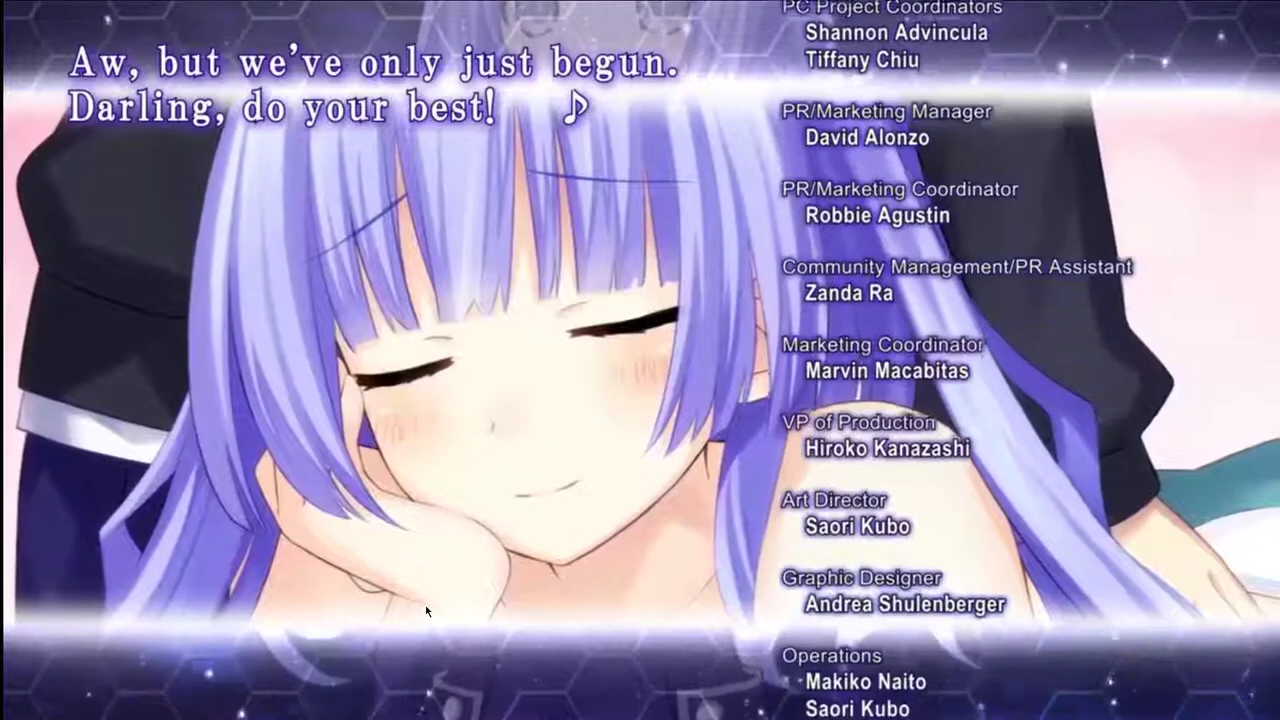 Aw, but we've only just begun.
Darling, do your best! ♪
PC Project Coordinators
Shannon Advincula
Tiffany Chiu
PR/Marketing Manager
David Alonzo
PR/Marketing Coordinator
Robbie Agustin
Community Management/PR Assistant
Zanda Ra
Marketing Coordinator
Marvin Macabitas
VP of Production
Hiroko Kanazashi
Art Director
Saori Kubo
Graphic Designer
Andrea Shulenberger
Operations
Makiko Naito
Saori Kubo